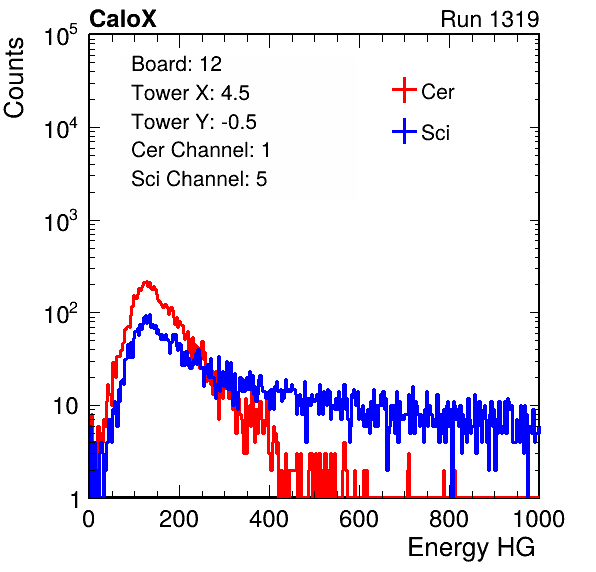 CaloX Run 1319
Counts
10^5
10^4
10^3
10^2
10
1
Board: 12
Tower X: 4.5
Tower Y: -0.5
Cer Channel: 1
Sci Channel: 5
Cer
Sci
0 200 400 600 800 1000
Energy HG